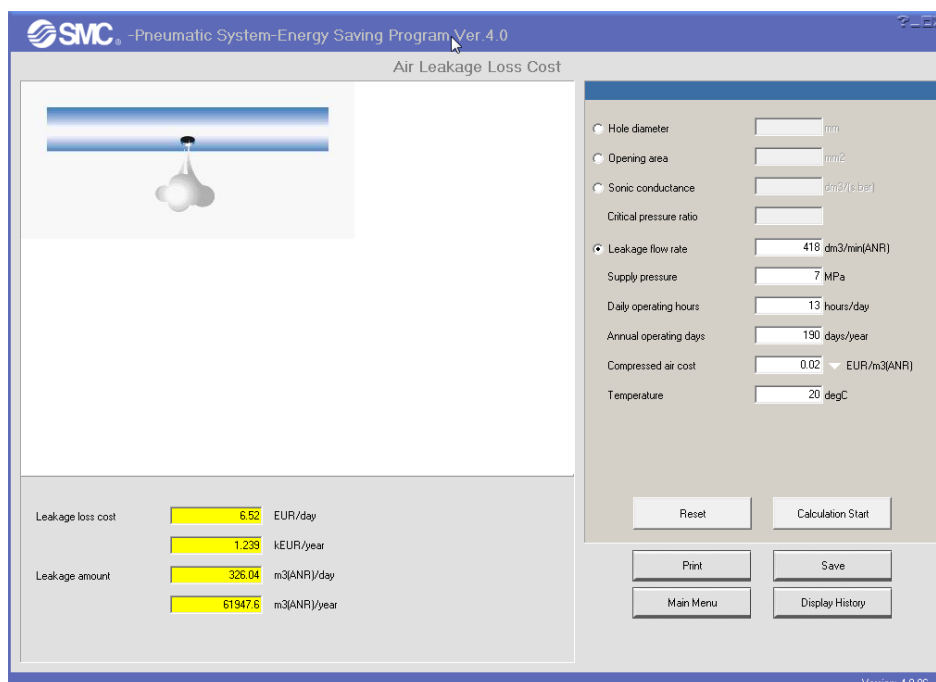 SMC® -Pneumatic System-Energy Saving Program Ver.4.0
Air Leakage Loss Cost
Hole diameter mm
Opening area mm2
Sonic conductance dm3/(s.bar)
Critical pressure ratio
Leakage flow rate 418 dm3/min(ANR)
Supply pressure 7 MPa
Daily operating hours 13 hours/day
Annual operating days 190 days/year
Compressed air cost 0.02 EUR/m3(ANR)
Temperature 20 degC
Reset Calculation Start
Leakage loss cost 6.52 EUR/day
1.239 kEUR/year
Leakage amount 326.04 m3(ANR)/day
61947.6 m3(ANR)/year
Print Save
Main Menu Display History